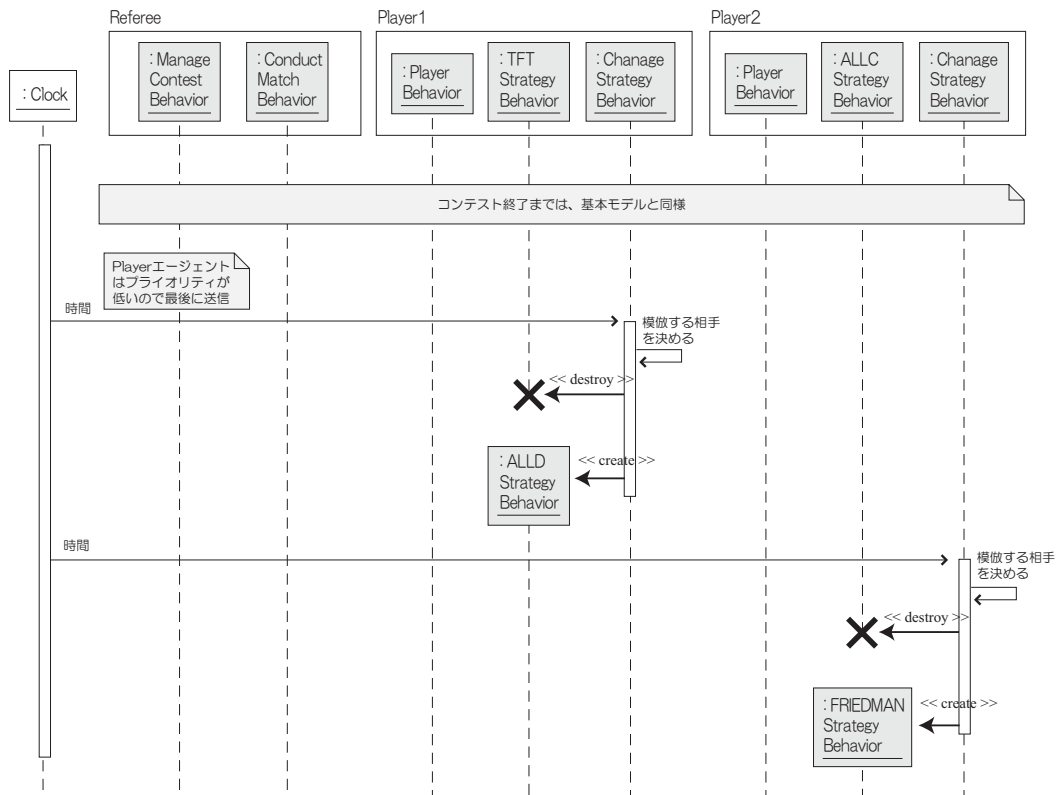 Referee
Player1
Player2
: Clock
: Manage
Contest
Behavior
: Conduct
Match
Behavior
: Player
Behavior
: TFT
Strategy
Behavior
: Chanage
Strategy
Behavior
: Player
Behavior
: ALLC
Strategy
Behavior
: Chanage
Strategy
Behavior
コンテスト終了までは、基本モデルと同様
Playerエージェント
はプライオリティが
低いので最後に送信
時間
模倣する相手
を決める
<< destroy >>
: ALLD
Strategy
Behavior
<< create >>
時間
模倣する相手
を決める
<< destroy >>
: FRIEDMAN
Strategy
Behavior
<< create >>